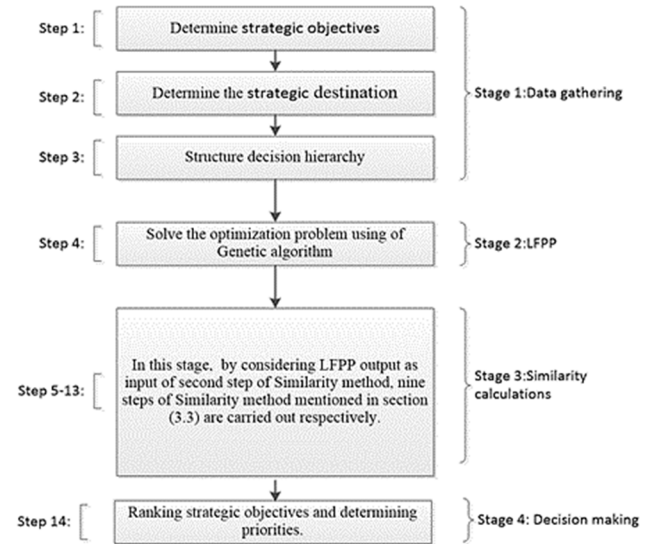 Step 1:
Determine strategic objectives
Step 2:
Determine the strategic destination
Stage 1:Data gathering
Step 3:
Structure decision hierarchy
Step 4:
Solve the optimization problem using of
Genetic algorithm
Stage 2:LFPP
Step 5-13:
In this stage, by considering LFPP output as
input of second step of Similarity method, nine
steps of Similarity method mentioned in section
(3.3) are carried out respectively.
Stage 3:Similarity
calculations
Step 14:
Ranking strategic objectives and determining
priorities.
Stage 4: Decision making